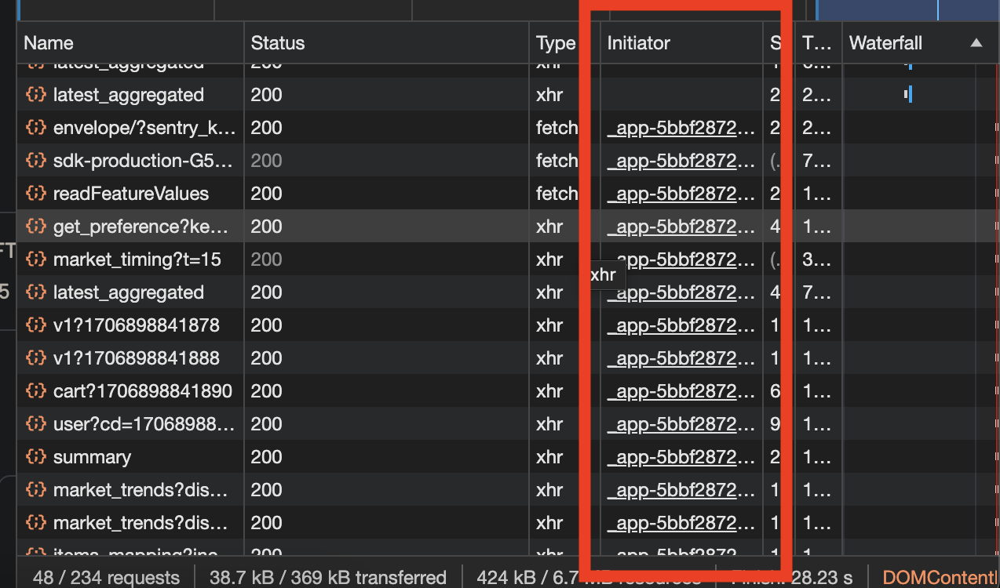 Name Status Type Initiator S T... Waterfall
latest_aggregated 200 xhr
latest_aggregated 200 xhr 2 2...
envelope/?sentry_k... 200 fetch _app-5bbf2872... 2 2...
sdk-production-G5... 200 fetch _app-5bbf2872... (. 7...
readFeatureValues 200 fetch _app-5bbf2872... 2 1...
get_preference?ke... 200 xhr _app-5bbf2872... 4 1...
FT
market_timing?t=15 200 xhr _app-5bbf2872... (. 3...
xhr
5
latest_aggregated 200 xhr _app-5bbf2872... 4 7...
v1?1706898841878 200 xhr _app-5bbf2872... 1 1...
v1?1706898841888 200 xhr _app-5bbf2872... 1 1...
cart?1706898841890 200 xhr _app-5bbf2872... 6 1...
user?cd=17068988... 200 xhr _app-5bbf2872... 9 1...
summary 200 xhr _app-5bbf2872... 2 1...
market_trends?dis... 200 xhr _app-5bbf2872... 1 1...
market_trends?dis... 200 xhr _app-5bbf2872... 1 1...
items_mapping?inc... 200 xhr _app-5bbf2872... 1 1...
48 / 234 requests 38.7 kB / 369 kB transferred 424 kB / 6.7 MB resources Finish: 28.23 s DOMContentl